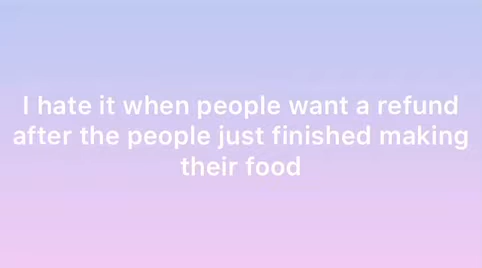 I hate it when people want a refund
after the people just finished making
their food